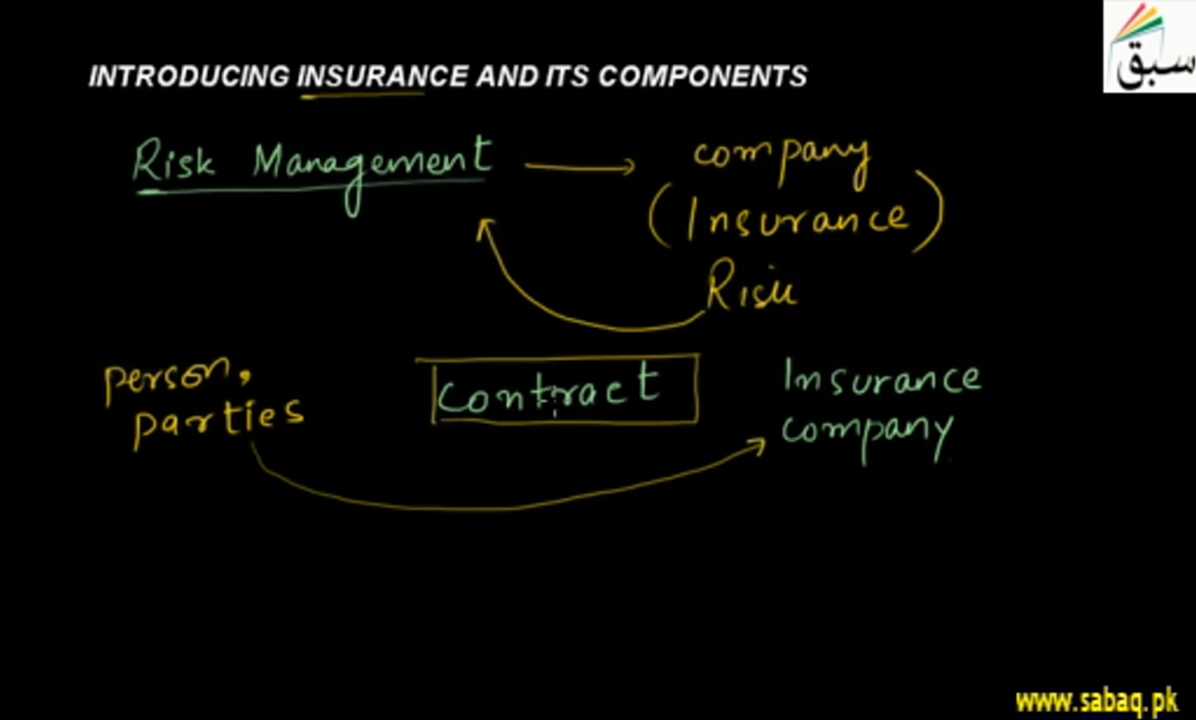 سبق
INTRODUCING INSURANCE AND ITS COMPONENTS
Risk Management
company
(Insurance)
Risk
person,
parties
contract
Insurance
company
www.sabaq.pk